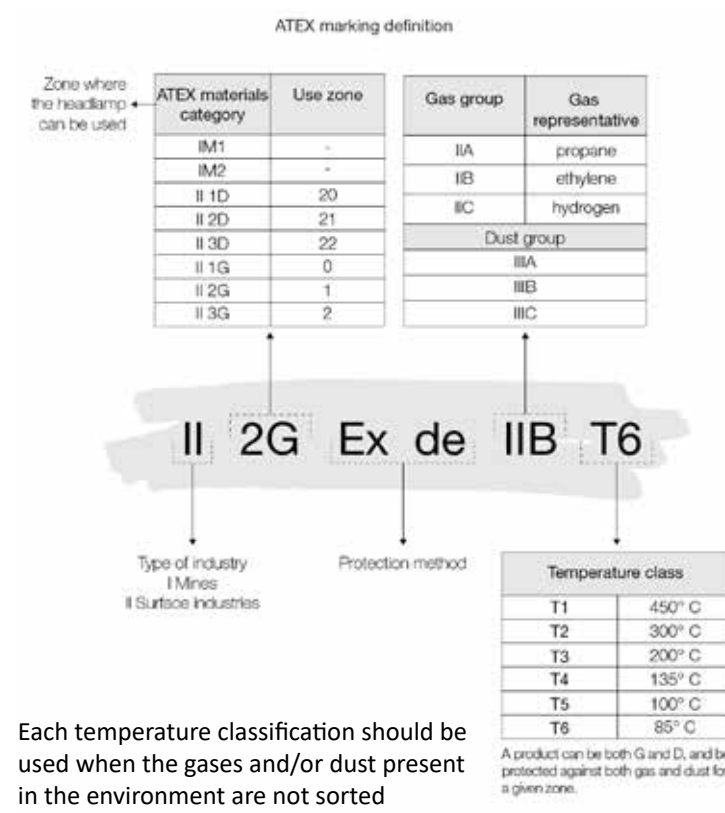 ATEX marking definition
Zone where
the headlamp
can be used
ATEX materials category Use zone
IM1 -
IM2 -
II 1D 20
II 2D 21
II 3D 22
II 1G 0
II 2G 1
II 3G 2
Gas group Gas representative
IIA propane
IIB ethylene
IIC hydrogen
Dust group
IIIA
IIIB
IIIC
II 2G Ex de IIB T6
Type of industry
I Mines
II Surface industries
Protection method
Temperature class
T1 450° C
T2 300° C
T3 200° C
T4 135° C
T5 100° C
T6 85° C
A product can be both G and D, and be
protected against both gas and dust for
a given zone.
Each temperature classification should be
used when the gases and/or dust present
in the environment are not sorted